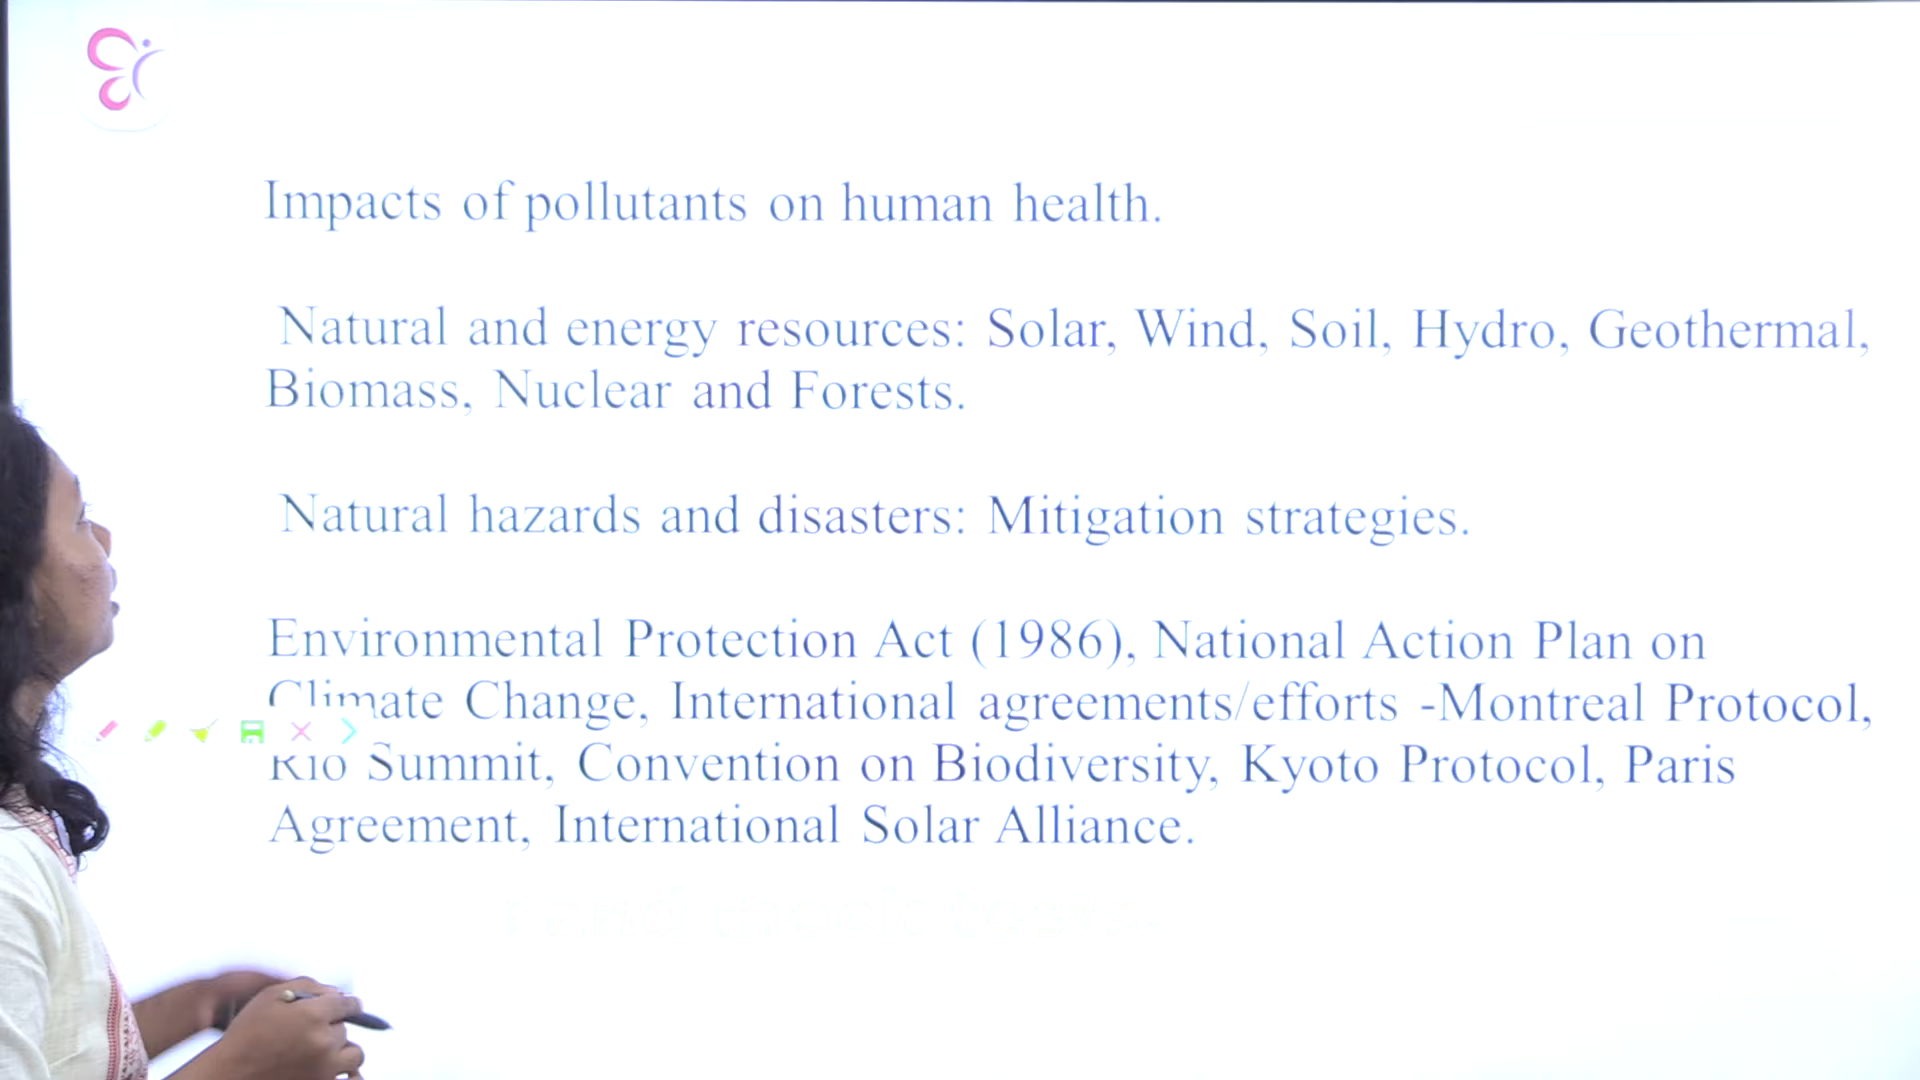 Impacts of pollutants on human health.
Natural and energy resources: Solar, Wind, Soil, Hydro, Geothermal,
Biomass, Nuclear and Forests.
Natural hazards and disasters: Mitigation strategies.
Environmental Protection Act (1986), National Action Plan on
Climate Change, International agreements/efforts -Montreal Protocol,
Rio Summit, Convention on Biodiversity, Kyoto Protocol, Paris
Agreement, International Solar Alliance.